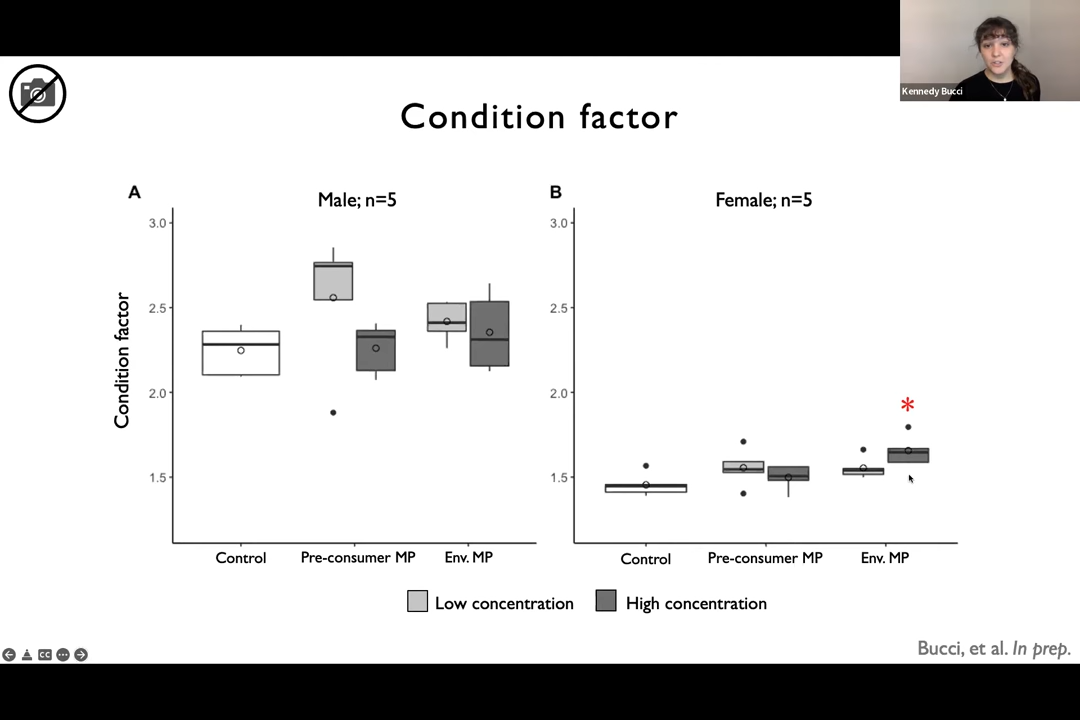 Kennedy Bucci
Condition factor
A
Male; n=5
B
Female; n=5
Condition factor
3.0
2.5
2.0
1.5
3.0
2.5
2.0
1.5
*
Control
Pre-consumer MP
Env. MP
Control
Pre-consumer MP
Env. MP
Low concentration
High concentration
Bucci, et al. In prep.
CC